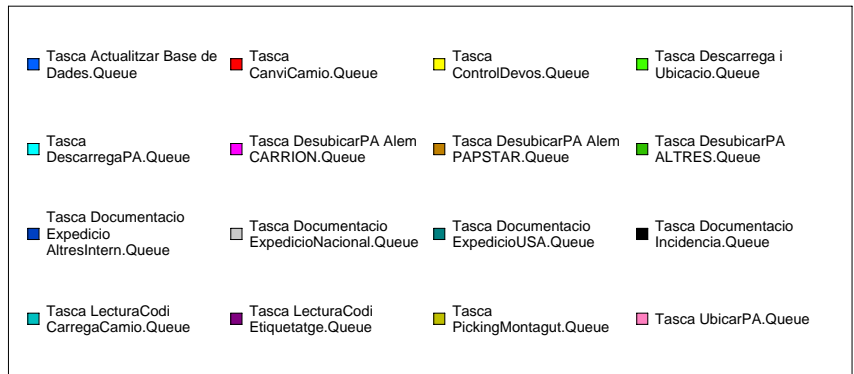 Tasca Actualitzar Base de
Dades.Queue
Tasca
CanviCamio.Queue
Tasca
ControlDevos.Queue
Tasca Descarrega i
Ubicacio.Queue
Tasca
DescarregaPA.Queue
Tasca DesubicarPA Alem
CARRION.Queue
Tasca DesubicarPA Alem
PAPSTAR.Queue
Tasca DesubicarPA
ALTRES.Queue
Tasca Documentacio
Expedicio
AltresIntern.Queue
Tasca Documentacio
ExpedicioNacional.Queue
Tasca Documentacio
ExpedicioUSA.Queue
Tasca Documentacio
Incidencia.Queue
Tasca LecturaCodi
CarregaCamio.Queue
Tasca LecturaCodi
Etiquetatge.Queue
Tasca
PickingMontagut.Queue
Tasca UbicarPA.Queue